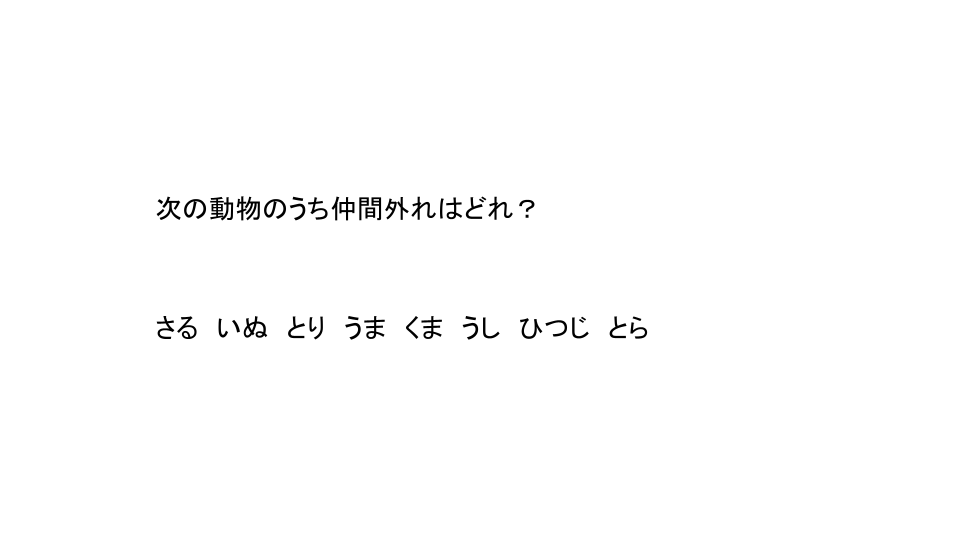 次の動物のうち仲間外れはどれ？
さる　いぬ　とり　うま　くま　うし　ひつじ　とら